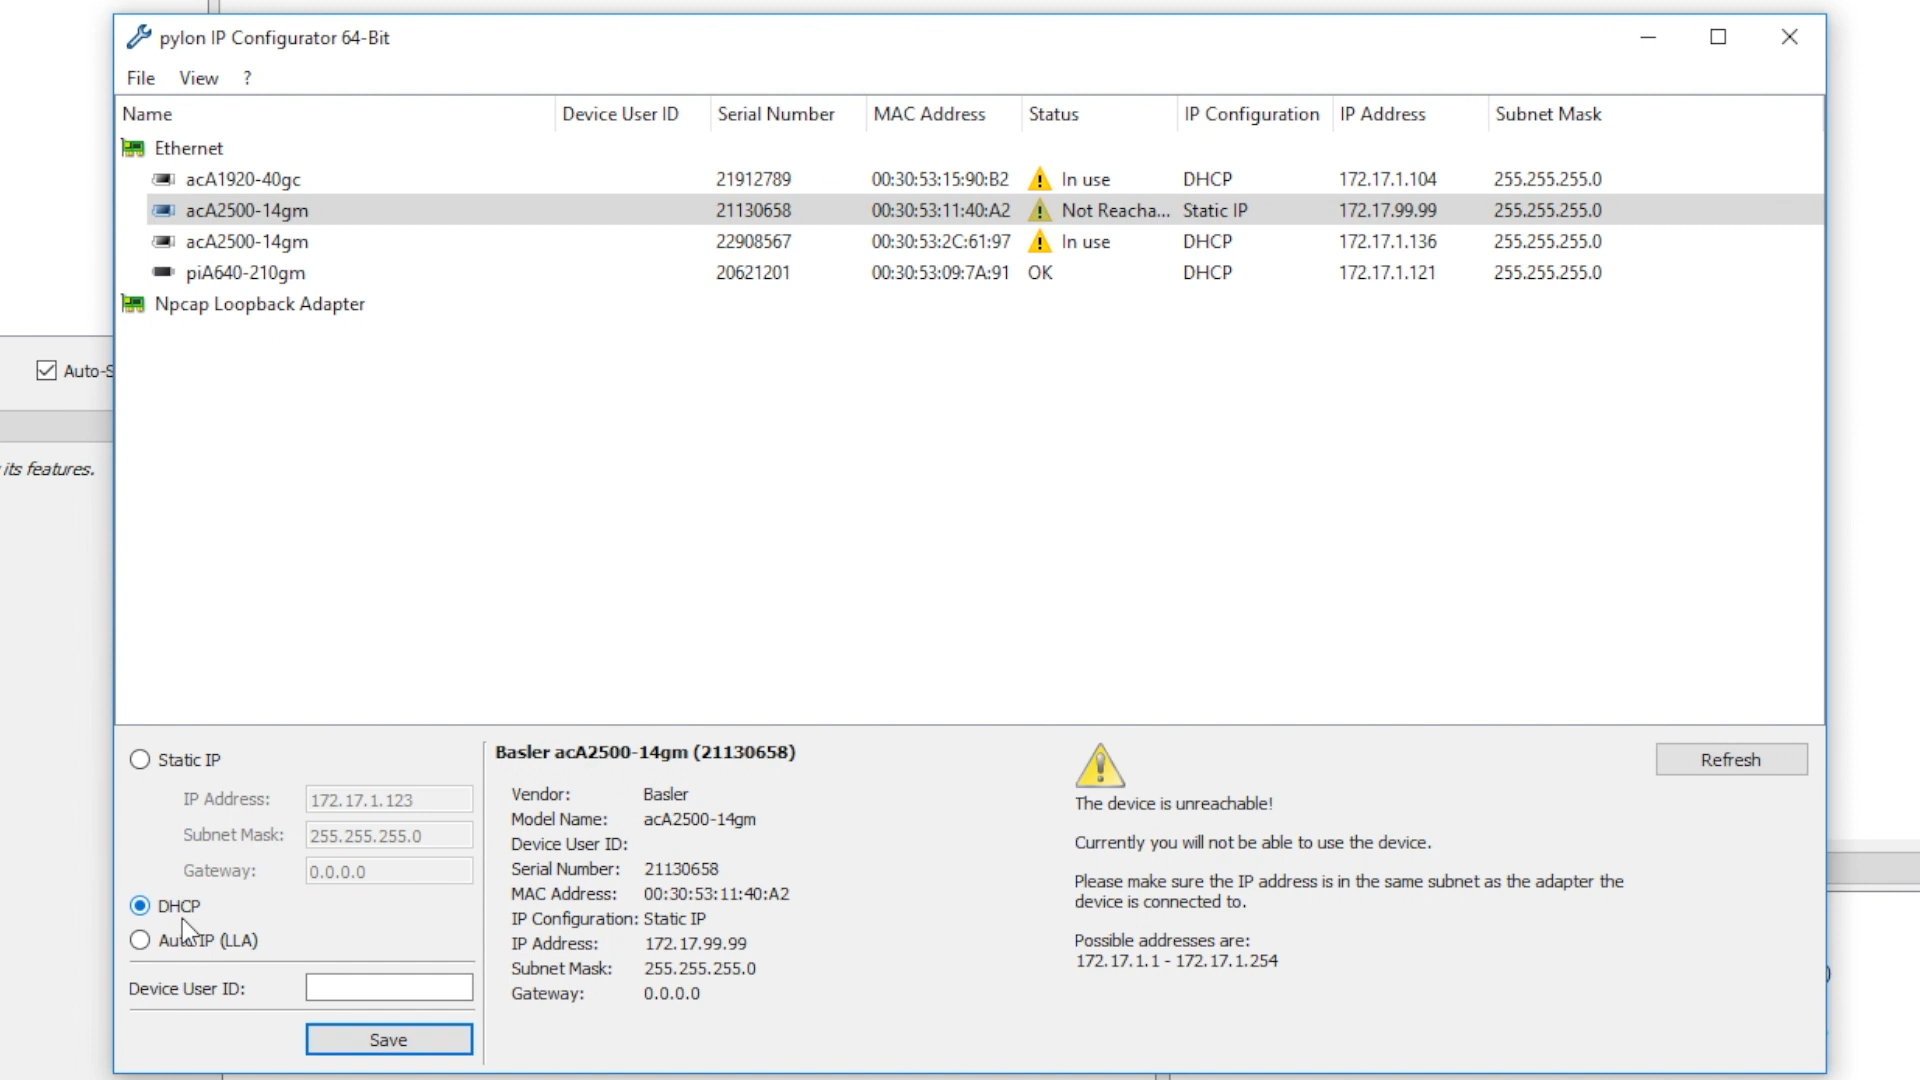 pylon IP Configurator 64-Bit
File View ?
Name Device User ID Serial Number MAC Address Status IP Configuration IP Address Subnet Mask
Ethernet
acA1920-40gc 21912789 00:30:53:15:90:B2 In use DHCP 172.17.1.104 255.255.255.0
acA2500-14gm 21130658 00:30:53:11:40:A2 Not Reacha... Static IP 172.17.99.99 255.255.255.0
acA2500-14gm 22908567 00:30:53:2C:61:97 In use DHCP 172.17.1.136 255.255.255.0
piA640-210gm 20621201 00:30:53:09:7A:91 OK DHCP 172.17.1.121 255.255.255.0
Npcap Loopback Adapter
Auto-S
its features.
Static IP
IP Address: 172.17.1.123
Subnet Mask: 255.255.255.0
Gateway: 0.0.0.0
DHCP
Auto IP (LLA)
Device User ID:
Save
Basler acA2500-14gm (21130658)
Vendor: Basler
Model Name: acA2500-14gm
Device User ID:
Serial Number: 21130658
MAC Address: 00:30:53:11:40:A2
IP Configuration: Static IP
IP Address: 172.17.99.99
Subnet Mask: 255.255.255.0
Gateway: 0.0.0.0
The device is unreachable!
Currently you will not be able to use the device.
Please make sure the IP address is in the same subnet as the adapter the
device is connected to.
Possible addresses are:
172.17.1.1 - 172.17.1.254
Refresh